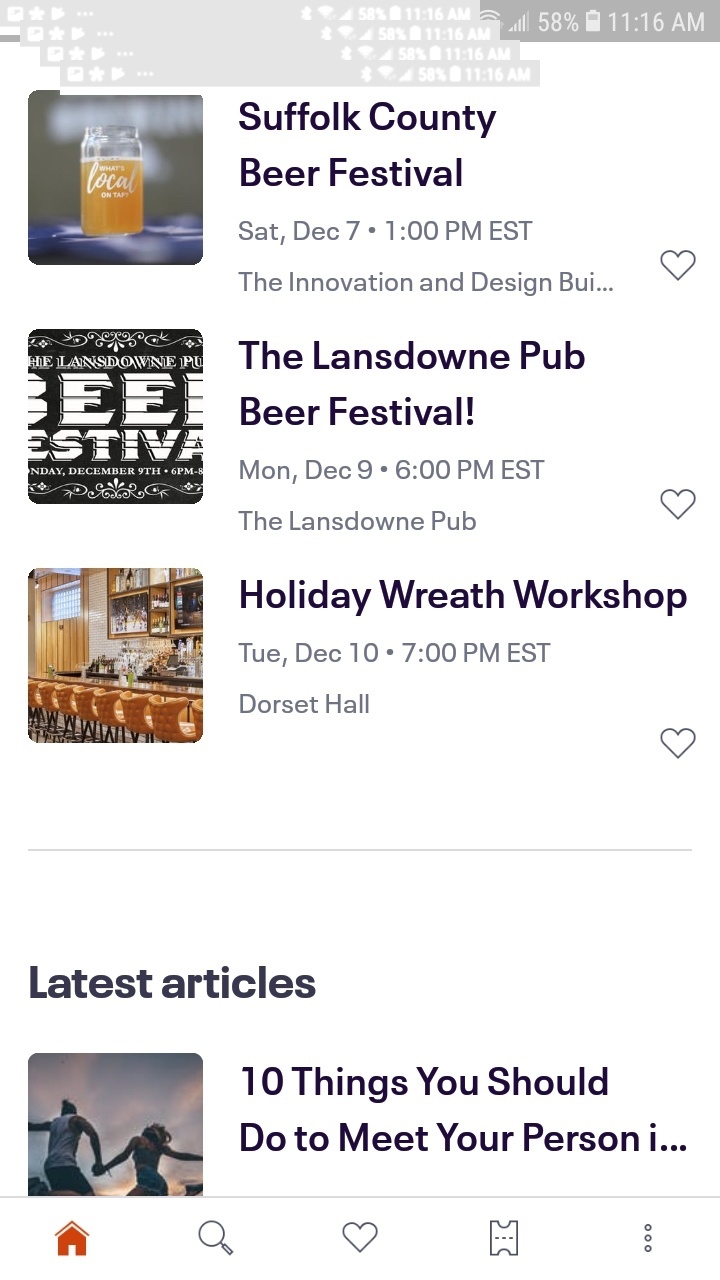 58% 11:16 AM
58% 11:16 AM
58% 11:16 AM
58% 11:16 AM
58% 11:16 AM
WHAT'S
local
ON TAP?
Suffolk County
Beer Festival
Sat, Dec 7 • 1:00 PM EST
The Innovation and Design Bui...
HE LANSDOWNE PU
BEE
ESTIVA
ONDAY, DECEMBER 9TH • 6PM-8
The Lansdowne Pub
Beer Festival!
Mon, Dec 9 • 6:00 PM EST
The Lansdowne Pub
Holiday Wreath Workshop
Tue, Dec 10 • 7:00 PM EST
Dorset Hall
Latest articles
10 Things You Should
Do to Meet Your Person i...